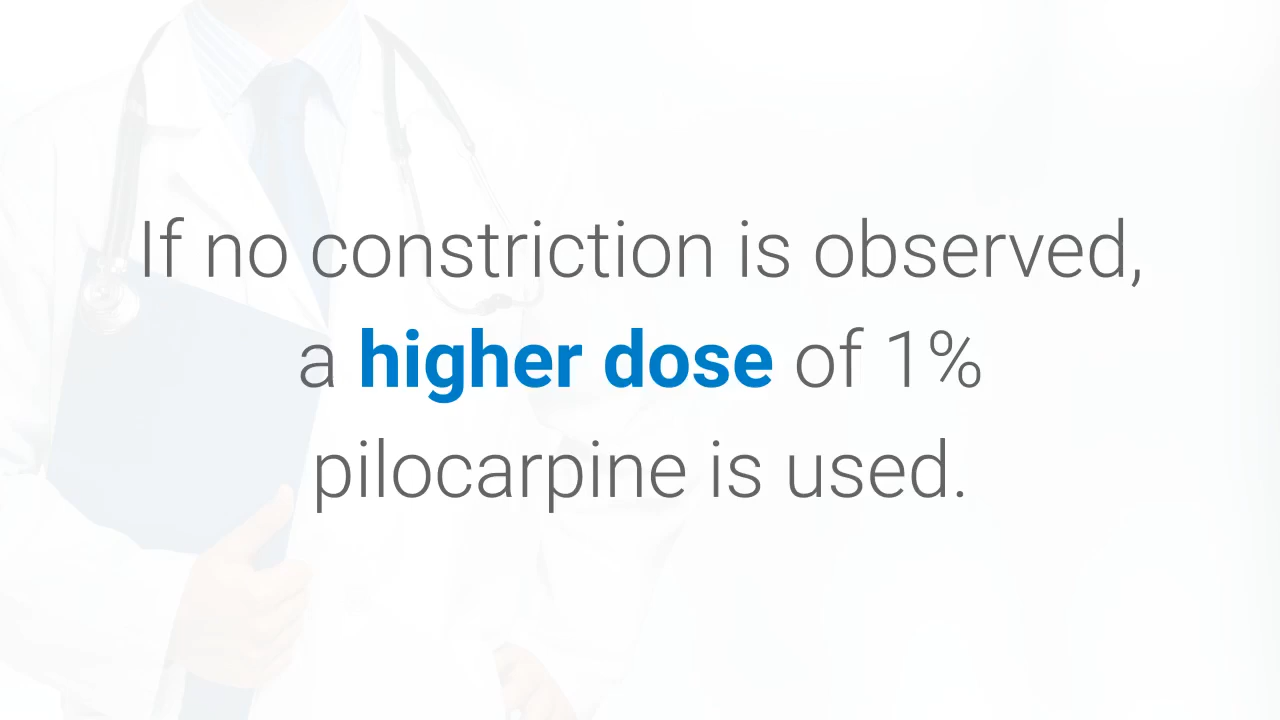 If no constriction is observed,
a higher dose of 1%
pilocarpine is used.